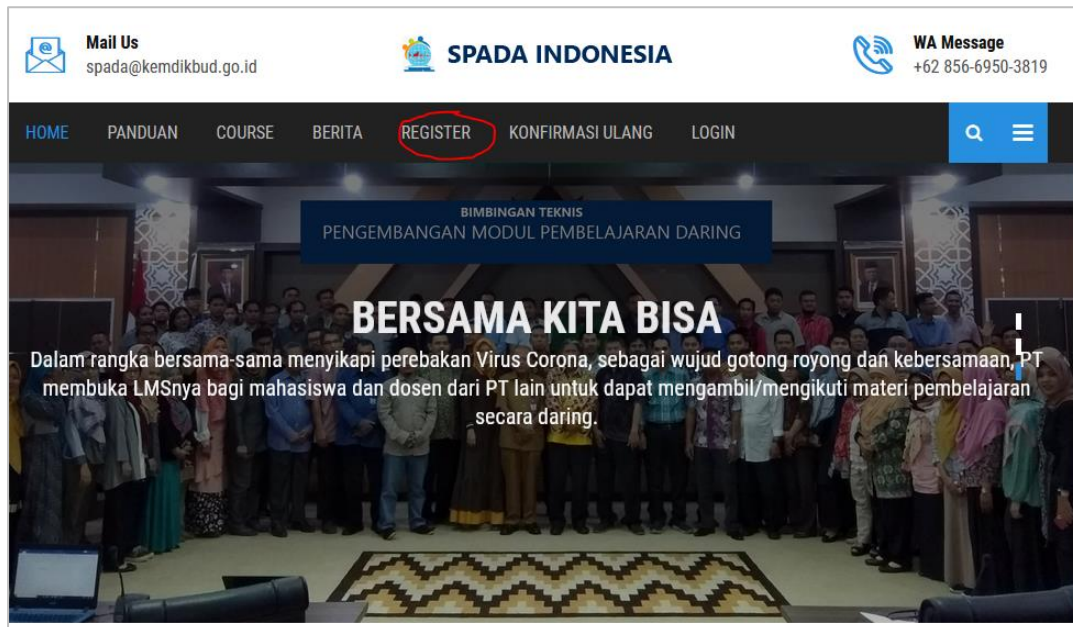 Mail Us
spada@kemdikbud.go.id
SPADA INDONESIA
WA Message
+62 856-6950-3819
HOME PANDUAN COURSE BERITA REGISTER KONFIRMASI ULANG LOGIN
BIMBINGAN TEKNIS
PENGEMBANGAN MODUL PEMBELAJARAN DARING
BERSAMA KITA BISA
Dalam rangka bersama-sama menyikapi perebakan Virus Corona, sebagai wujud gotong royong dan kebersamaan, PT
membuka LMSnya bagi mahasiswa dan dosen dari PT lain untuk dapat mengambil/mengikuti materi pembelajaran
secara daring.